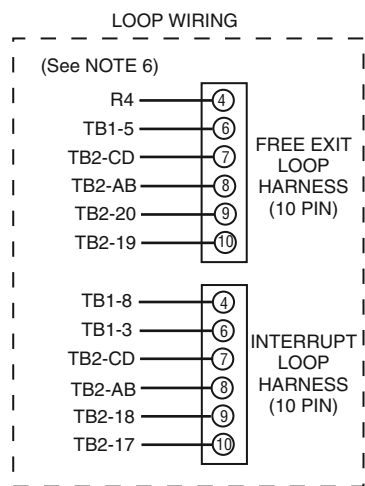 LOOP WIRING
(See NOTE 6)
R4 4
TB1-5 6
TB2-CD 7
TB2-AB 8
TB2-20 9
TB2-19 10
FREE EXIT
LOOP
HARNESS
(10 PIN)
TB1-8 4
TB1-3 6
TB2-CD 7
TB2-AB 8
TB2-18 9
TB2-17 10
INTERRUPT
LOOP
HARNESS
(10 PIN)